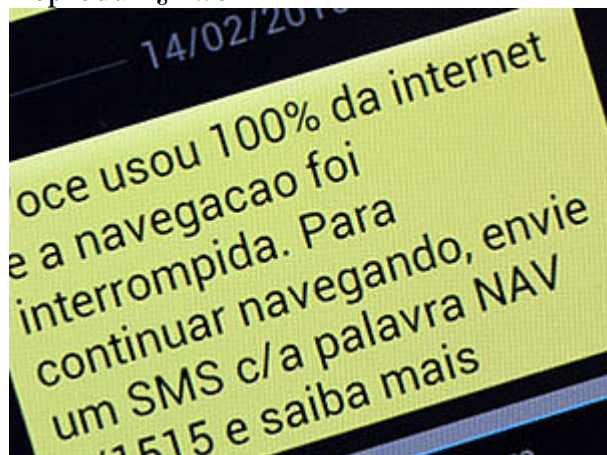 14/02/201
oce usou 100% da internet
e a navegacao foi
interrompida. Para
continuar navegando, envie
um SMS c/a palavra NAV
/1515 e saiba mais